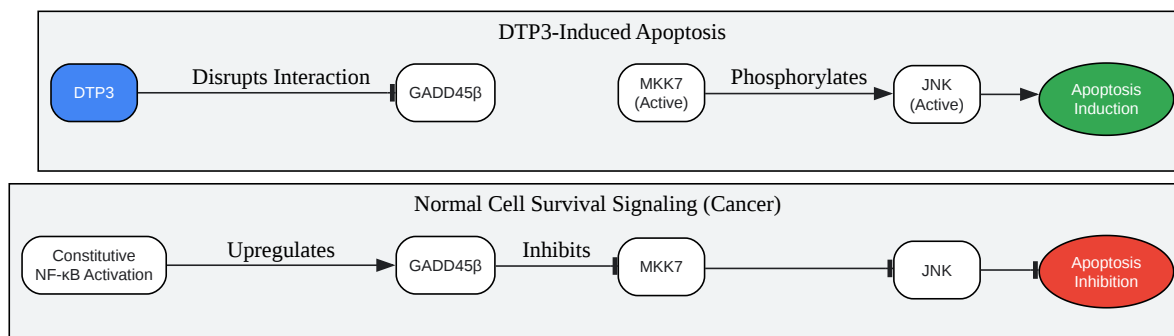 DTP3-Induced Apoptosis
DTP3
Disrupts Interaction
GADD45β
MKK7
(Active)
Phosphorylates
JNK
(Active)
Apoptosis
Induction
Normal Cell Survival Signaling (Cancer)
Constitutive
NF-κB Activation
Upregulates
GADD45β
Inhibits
MKK7
JNK
Apoptosis
Inhibition